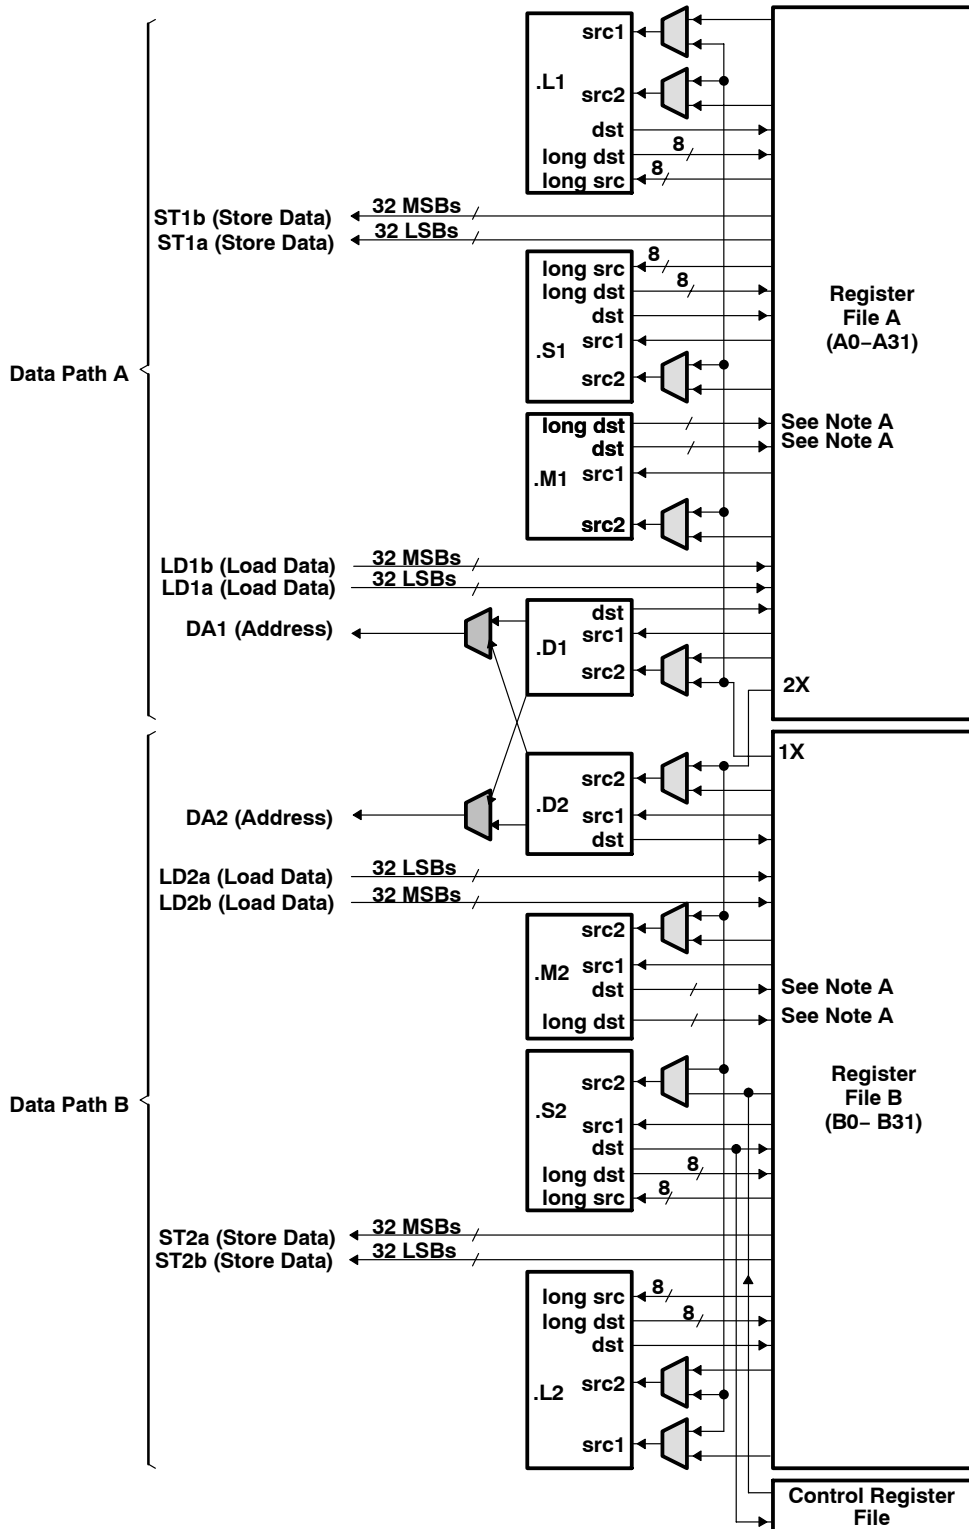 src1
.L1
src2
dst
8
long dst
8
long src
32 MSBs
ST1b (Store Data)
32 LSBs
ST1a (Store Data)
8
long src
8
long dst
dst
.S1
src1
src2
Register
File A
(A0−A31)
Data Path A
long dst
See Note A
dst
See Note A
.M1
src1
src2
32 MSBs
LD1b (Load Data)
32 LSBs
LD1a (Load Data)
DA1 (Address)
dst
src1
.D1
src2
2X
1X
src2
.D2
src1
dst
DA2 (Address)
32 LSBs
LD2a (Load Data)
32 MSBs
LD2b (Load Data)
src2
.M2
src1
dst
See Note A
long dst
See Note A
Register
File B
(B0− B31)
Data Path B
src2
.S2
src1
dst
8
long dst
8
long src
32 MSBs
ST2a (Store Data)
32 LSBs
ST2b (Store Data)
8
long src
8
long dst
dst
.L2
src2
src1
Control Register
File